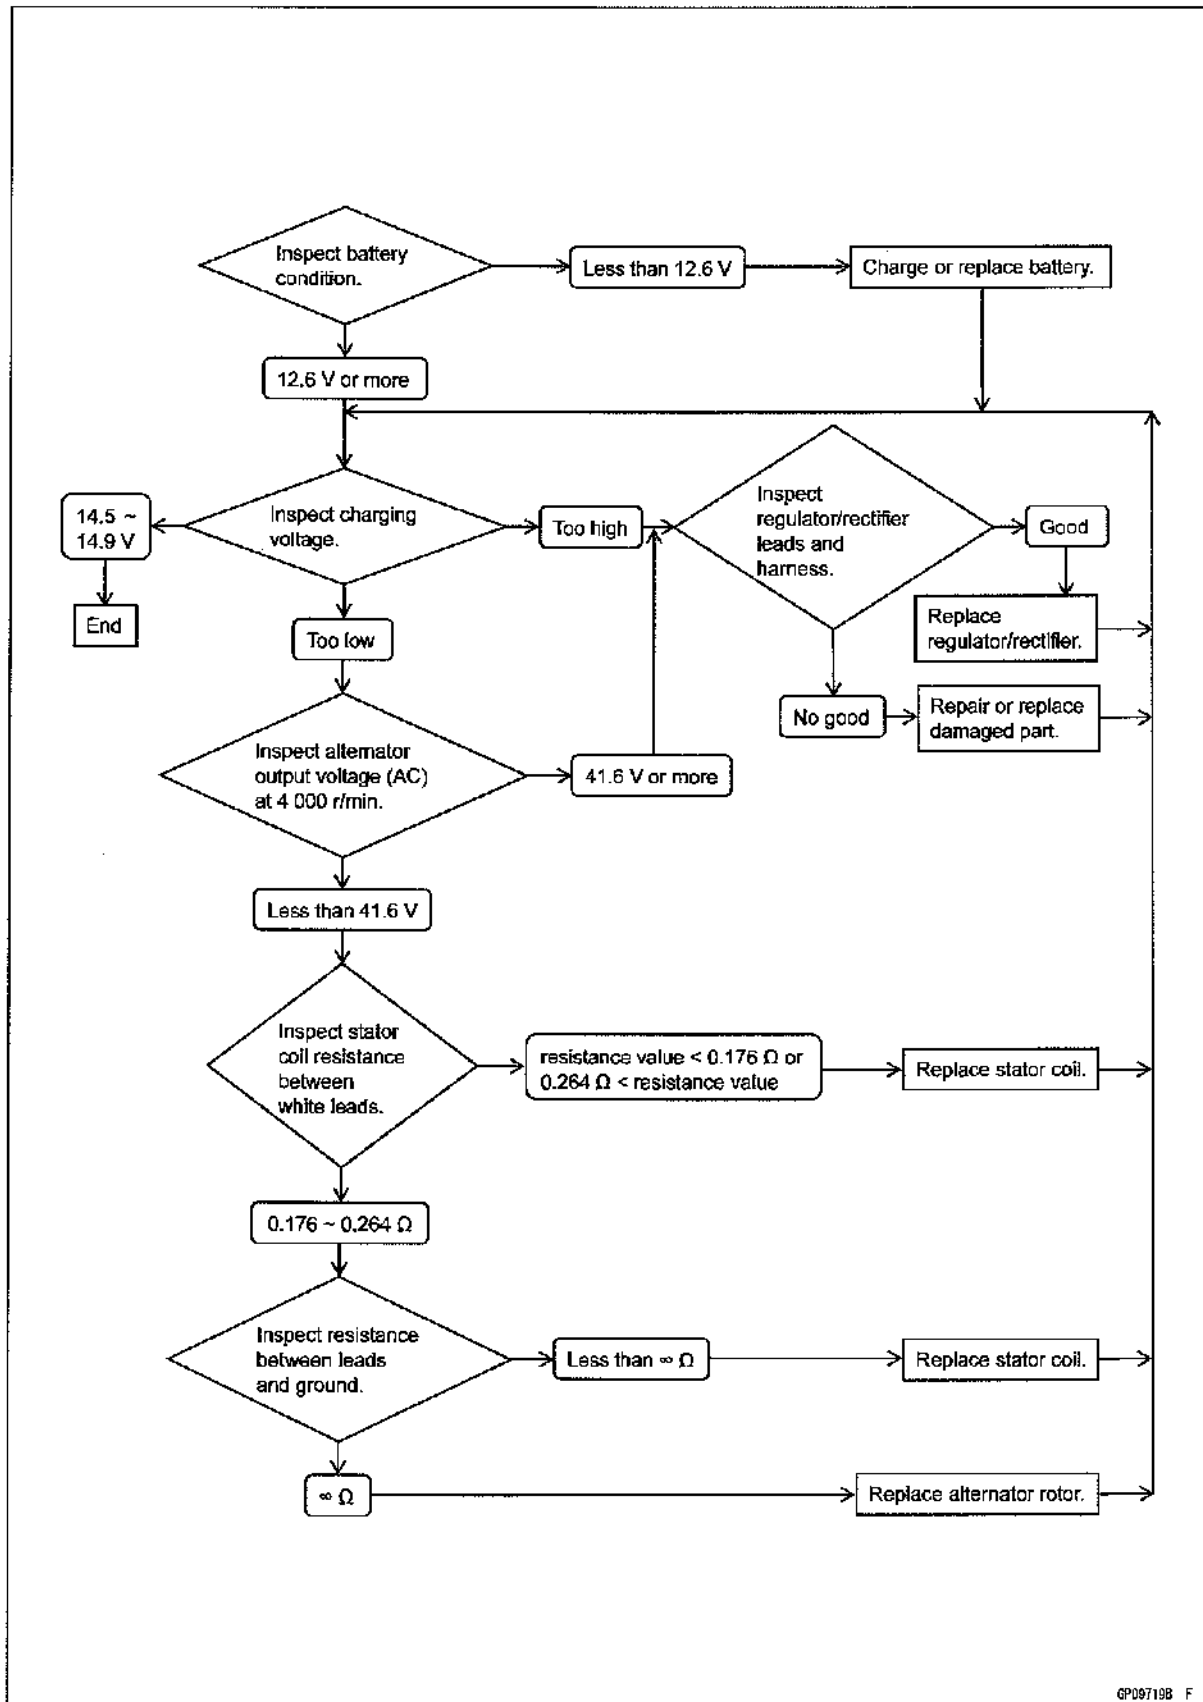 Inspect battery
condition.
Less than 12.6 V
Charge or replace battery.
12.6 V or more
14.5 ~
14.9 V
Inspect charging
voltage.
Too high
Inspect
regulator/rectifier
leads and
harness.
Good
End
Too low
Replace
regulator/rectifier.
No good
Repair or replace
damaged part.
Inspect alternator
output voltage (AC)
at 4 000 r/min.
41.6 V or more
Less than 41.6 V
Inspect stator
coil resistance
between
white leads.
resistance value < 0.176 Ω or
0.264 Ω < resistance value
Replace stator coil.
0.176 ~ 0.264 Ω
Inspect resistance
between leads
and ground.
Less than ∞ Ω
Replace stator coil.
∞ Ω
Replace alternator rotor.
GP09719B F